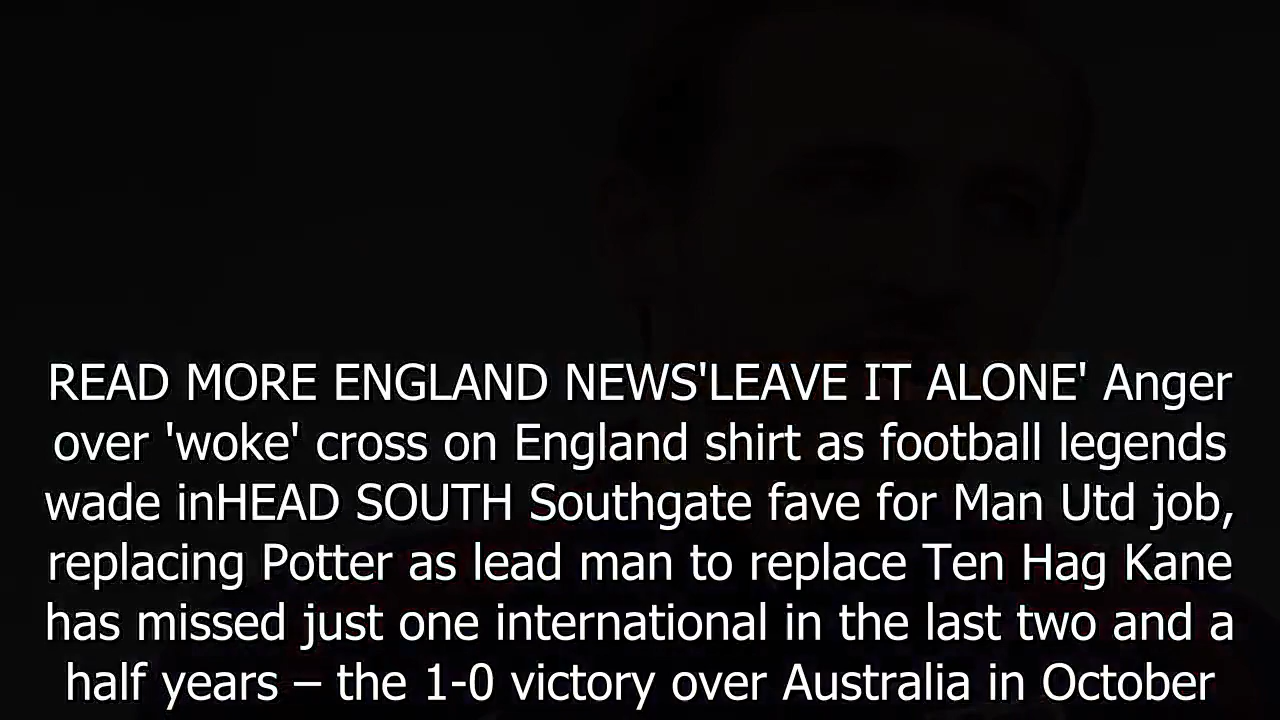 READ MORE ENGLAND NEWS'LEAVE IT ALONE' Anger
over 'woke' cross on England shirt as football legends
wade inHEAD SOUTH Southgate fave for Man Utd job,
replacing Potter as lead man to replace Ten Hag Kane
has missed just one international in the last two and a
half years – the 1-0 victory over Australia in October